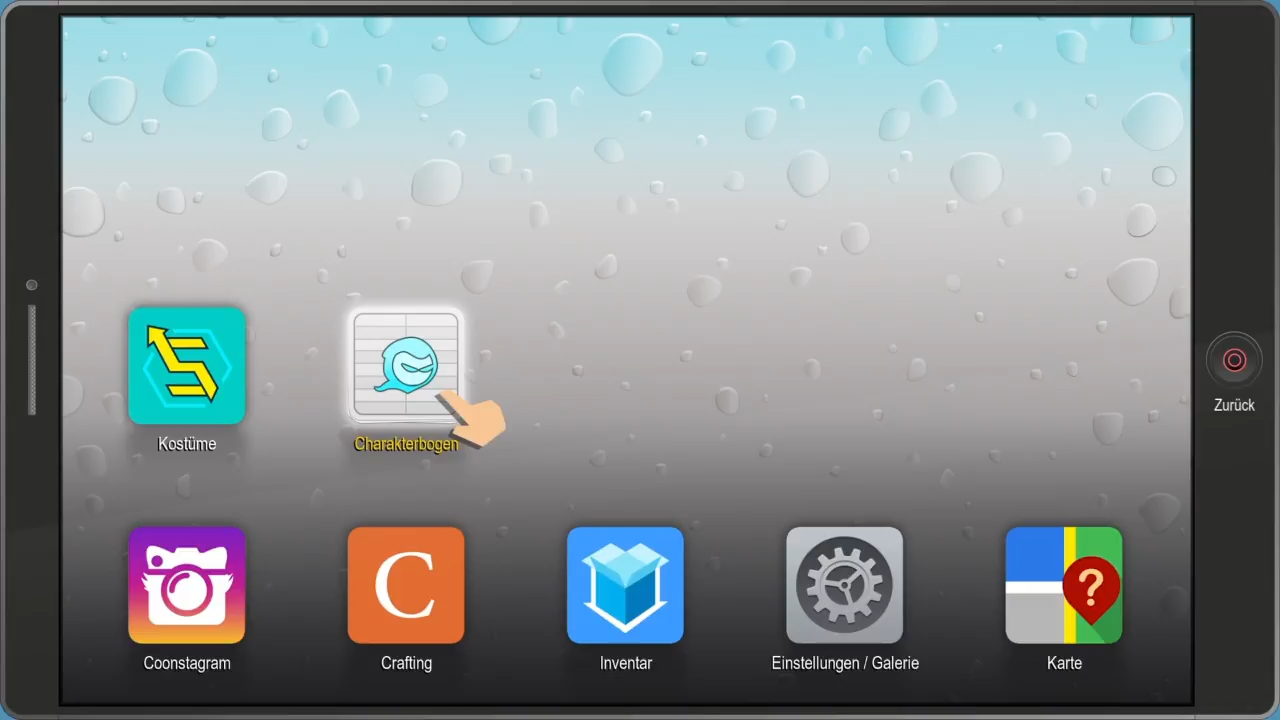 Zurück
Kostüme
Charakterbogen
C
?
Coonstagram
Crafting
Inventar
Einstellungen / Galerie
Karte